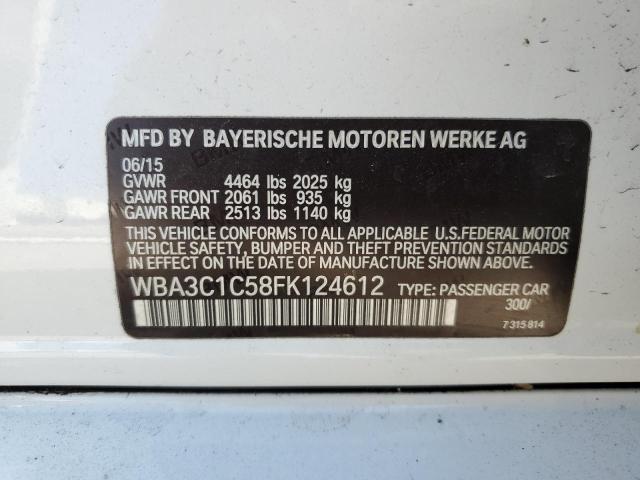 MFD BY BAYERISCHE MOTOREN WERKE AG
06/15
GVWR 4464 lbs 2025 kg
GAWR FRONT 2061 lbs 935 kg
GAWR REAR 2513 lbs 1140 kg
THIS VEHICLE CONFORMS TO ALL APPLICABLE U.S.FEDERAL MOTOR
VEHICLE SAFETY, BUMPER AND THEFT PREVENTION STANDARDS
IN EFFECT ON THE DATE OF MANUFACTURE SHOWN ABOVE.
WBA3C1C58FK124612 TYPE: PASSENGER CAR
300/
7315814